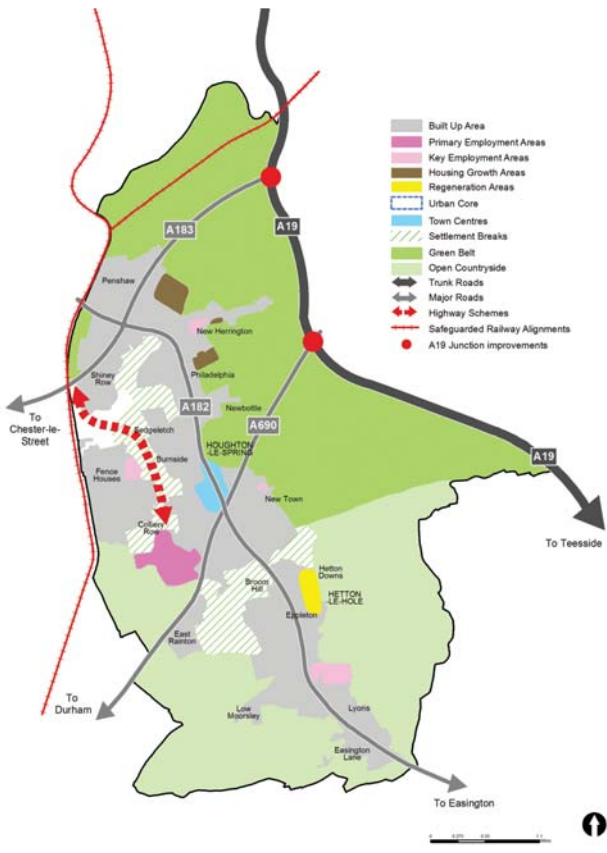 Built Up Area
Primary Employment Areas
Key Employment Areas
Housing Growth Areas
Regeneration Areas
Urban Core
Town Centres
Settlement Breaks
Green Belt
Open Countryside
Trunk Roads
Major Roads
Highway Schemes
Safeguarded Railway Alignments
A19 Junction improvements
A183
A19
Penshaw
New Herrington
Philadelphia
Shiney
Row
A182
Newbottle
To
Chester-le-
Street
Sedgeletch
A690
HOUGHTON
-LE-SPRING
Burnside
A19
Fence
Houses
New Town
Colliery
Row
To Teesside
Hetton
Downs
Broom
Hill
HETTON
-LE-HOLE
Eppleton
East
Rainton
To
Durham
Low
Moorsley
Lyons
Easington
Lane
To Easington
0
1.1